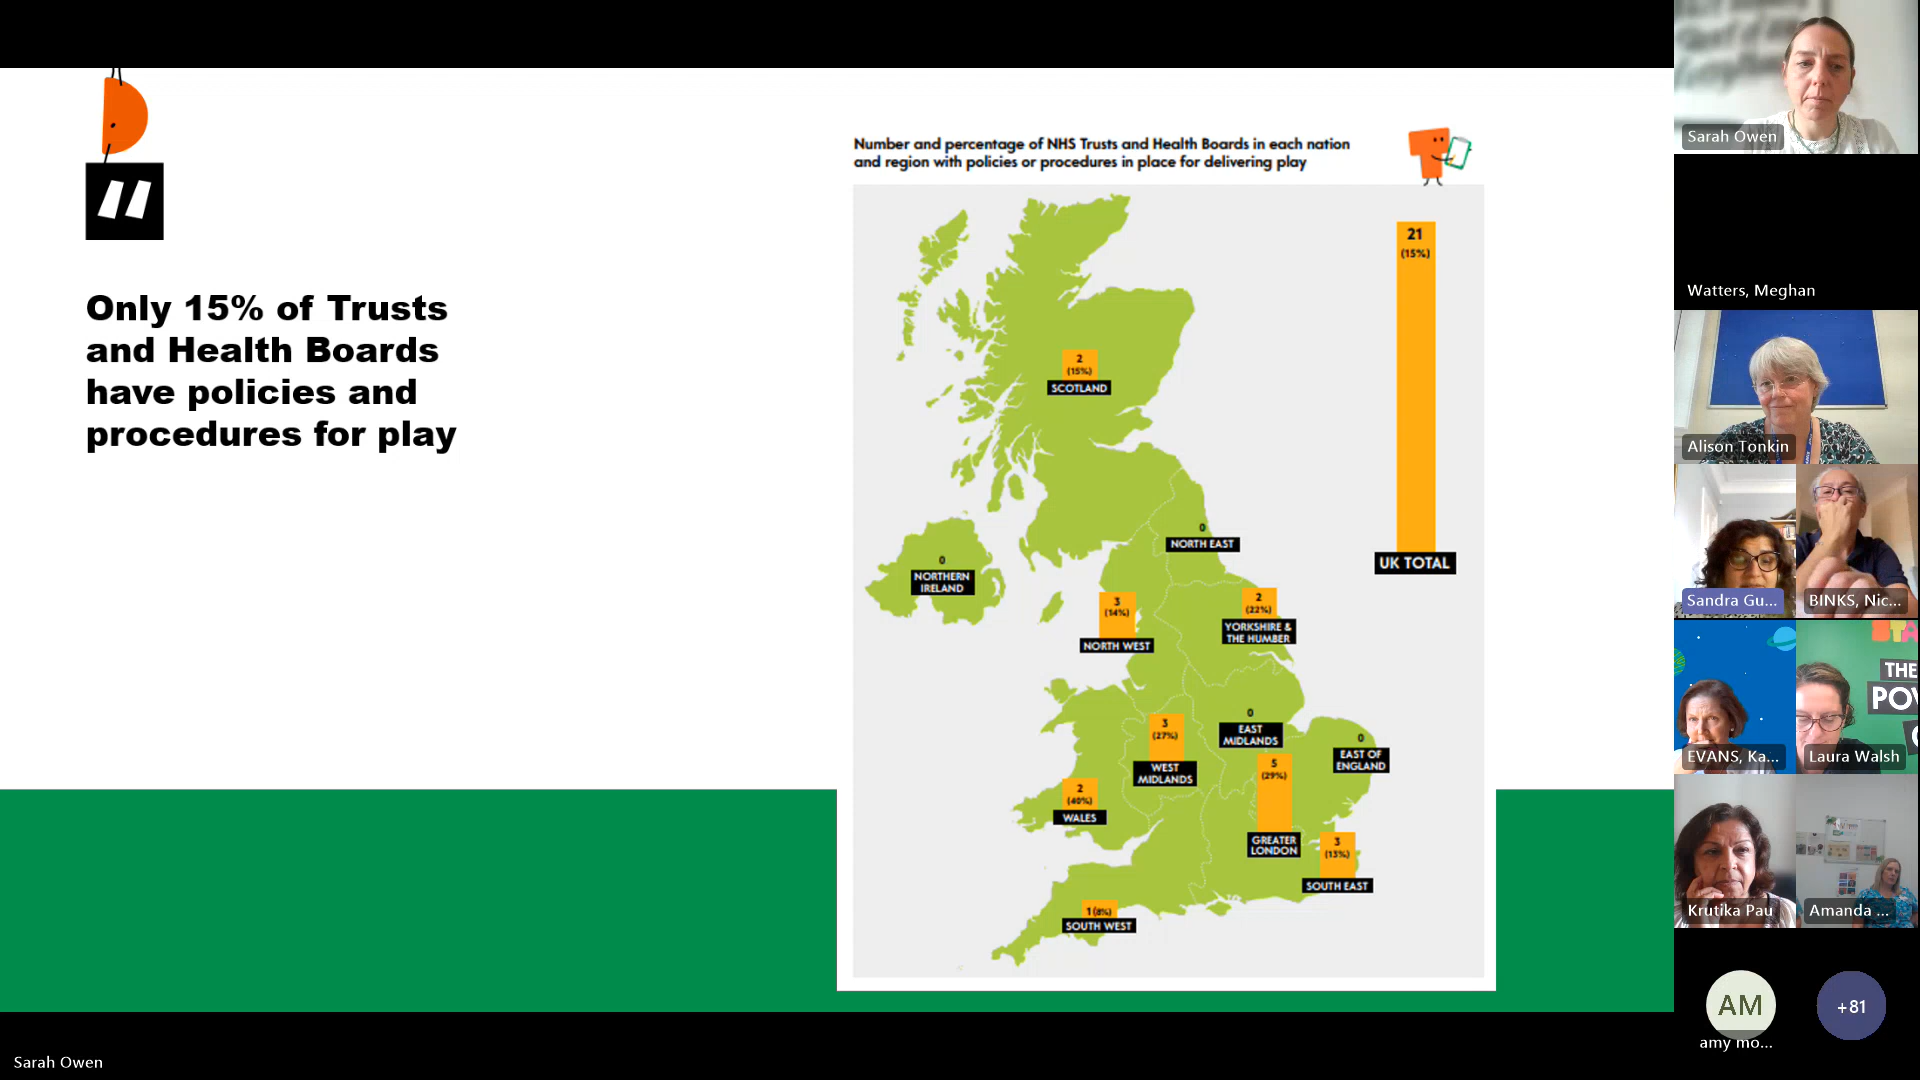 Only 15% of Trusts
and Health Boards
have policies and
procedures for play
Number and percentage of NHS Trusts and Health Boards in each nation
and region with policies or procedures in place for delivering play
21
(15%)
UK TOTAL
2
(15%)
SCOTLAND
0
NORTH EAST
0
NORTHERN
IRELAND
3
(14%)
NORTH WEST
2
(22%)
YORKSHIRE &
THE HUMBER
3
(27%)
WEST
MIDLANDS
0
EAST
MIDLANDS
0
EAST OF
ENGLAND
2
(40%)
WALES
5
(29%)
GREATER
LONDON
3
(13%)
SOUTH EAST
1 (8%)
SOUTH WEST
Sarah Owen
Watters, Meghan
Alison Tonkin
Sandra Gu...
BINKS, Nic...
EVANS, Ka...
THE
Laura Walsh
Krutika Pau
Amanda ...
AM
+81
amy mo...
Sarah Owen